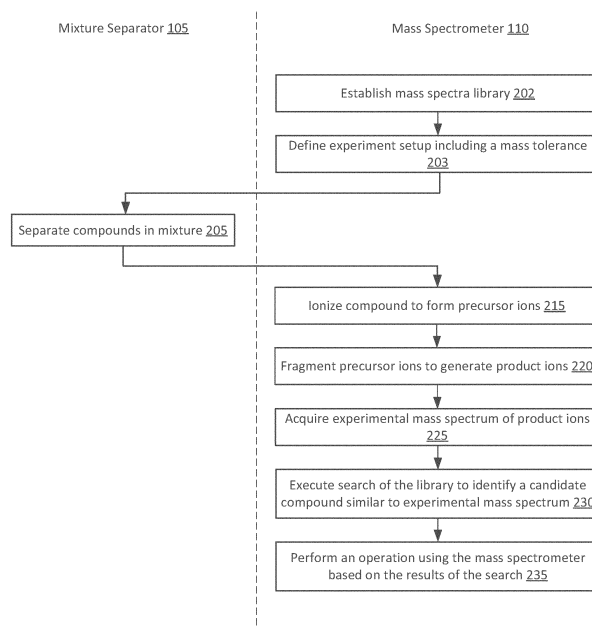 Mixture Separator 105
Mass Spectrometer 110
Establish mass spectra library 202
Define experiment setup including a mass tolerance
203
Separate compounds in mixture 205
Ionize compound to form precursor ions 215
Fragment precursor ions to generate product ions 220
Acquire experimental mass spectrum of product ions
225
Execute search of the library to identify a candidate
compound similar to experimental mass spectrum 230
Perform an operation using the mass spectrometer
based on the results of the search 235